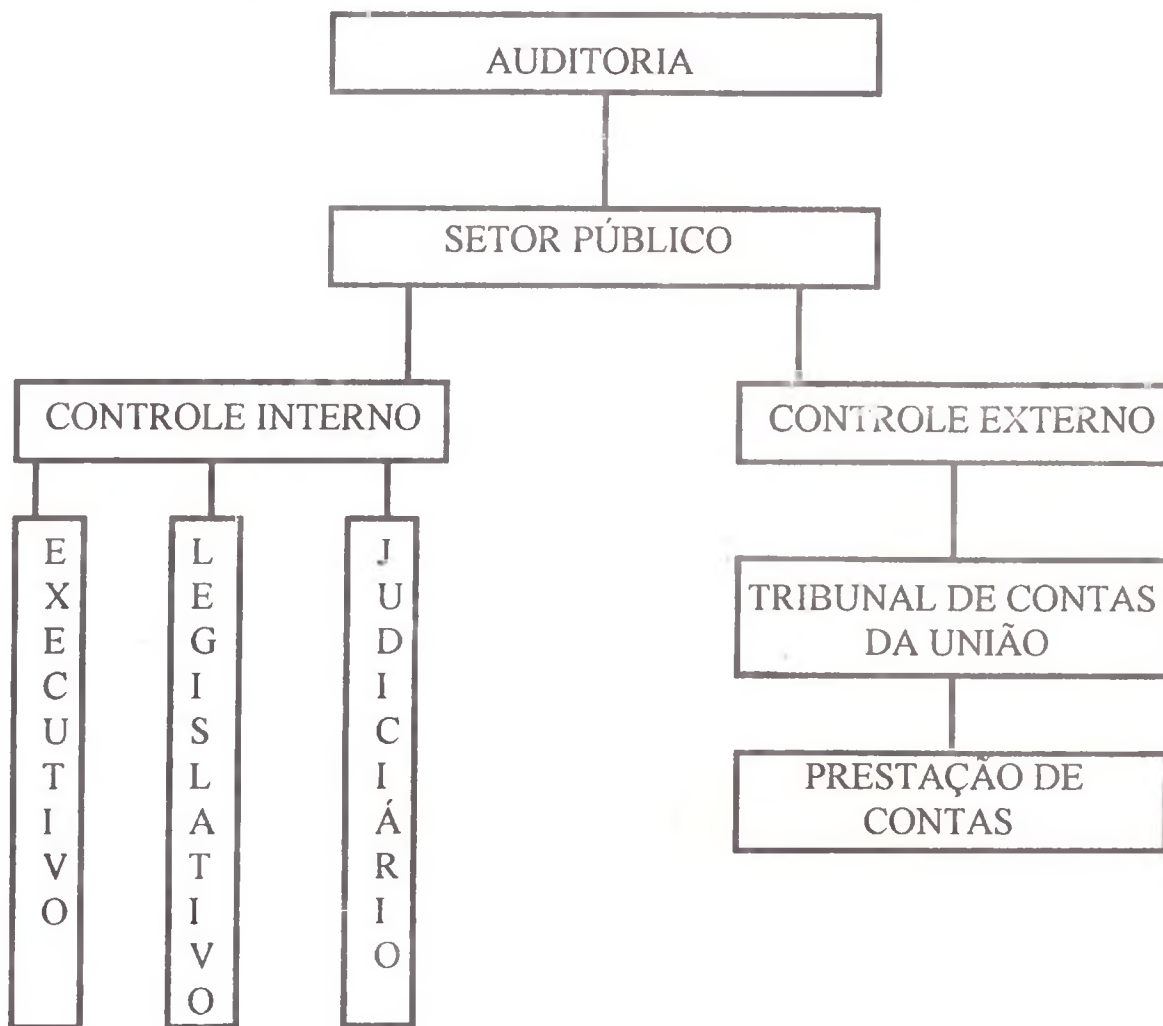 AUDITORIA
SETOR PÚBLICO
CONTROLE INTERNO
CONTROLE EXTERNO
EXECUTIVO
LEGISLATIVO
JUDICIÁRIO
TRIBUNAL DE CONTAS
DA UNIÃO
PRESTAÇÃO DE
CONTAS